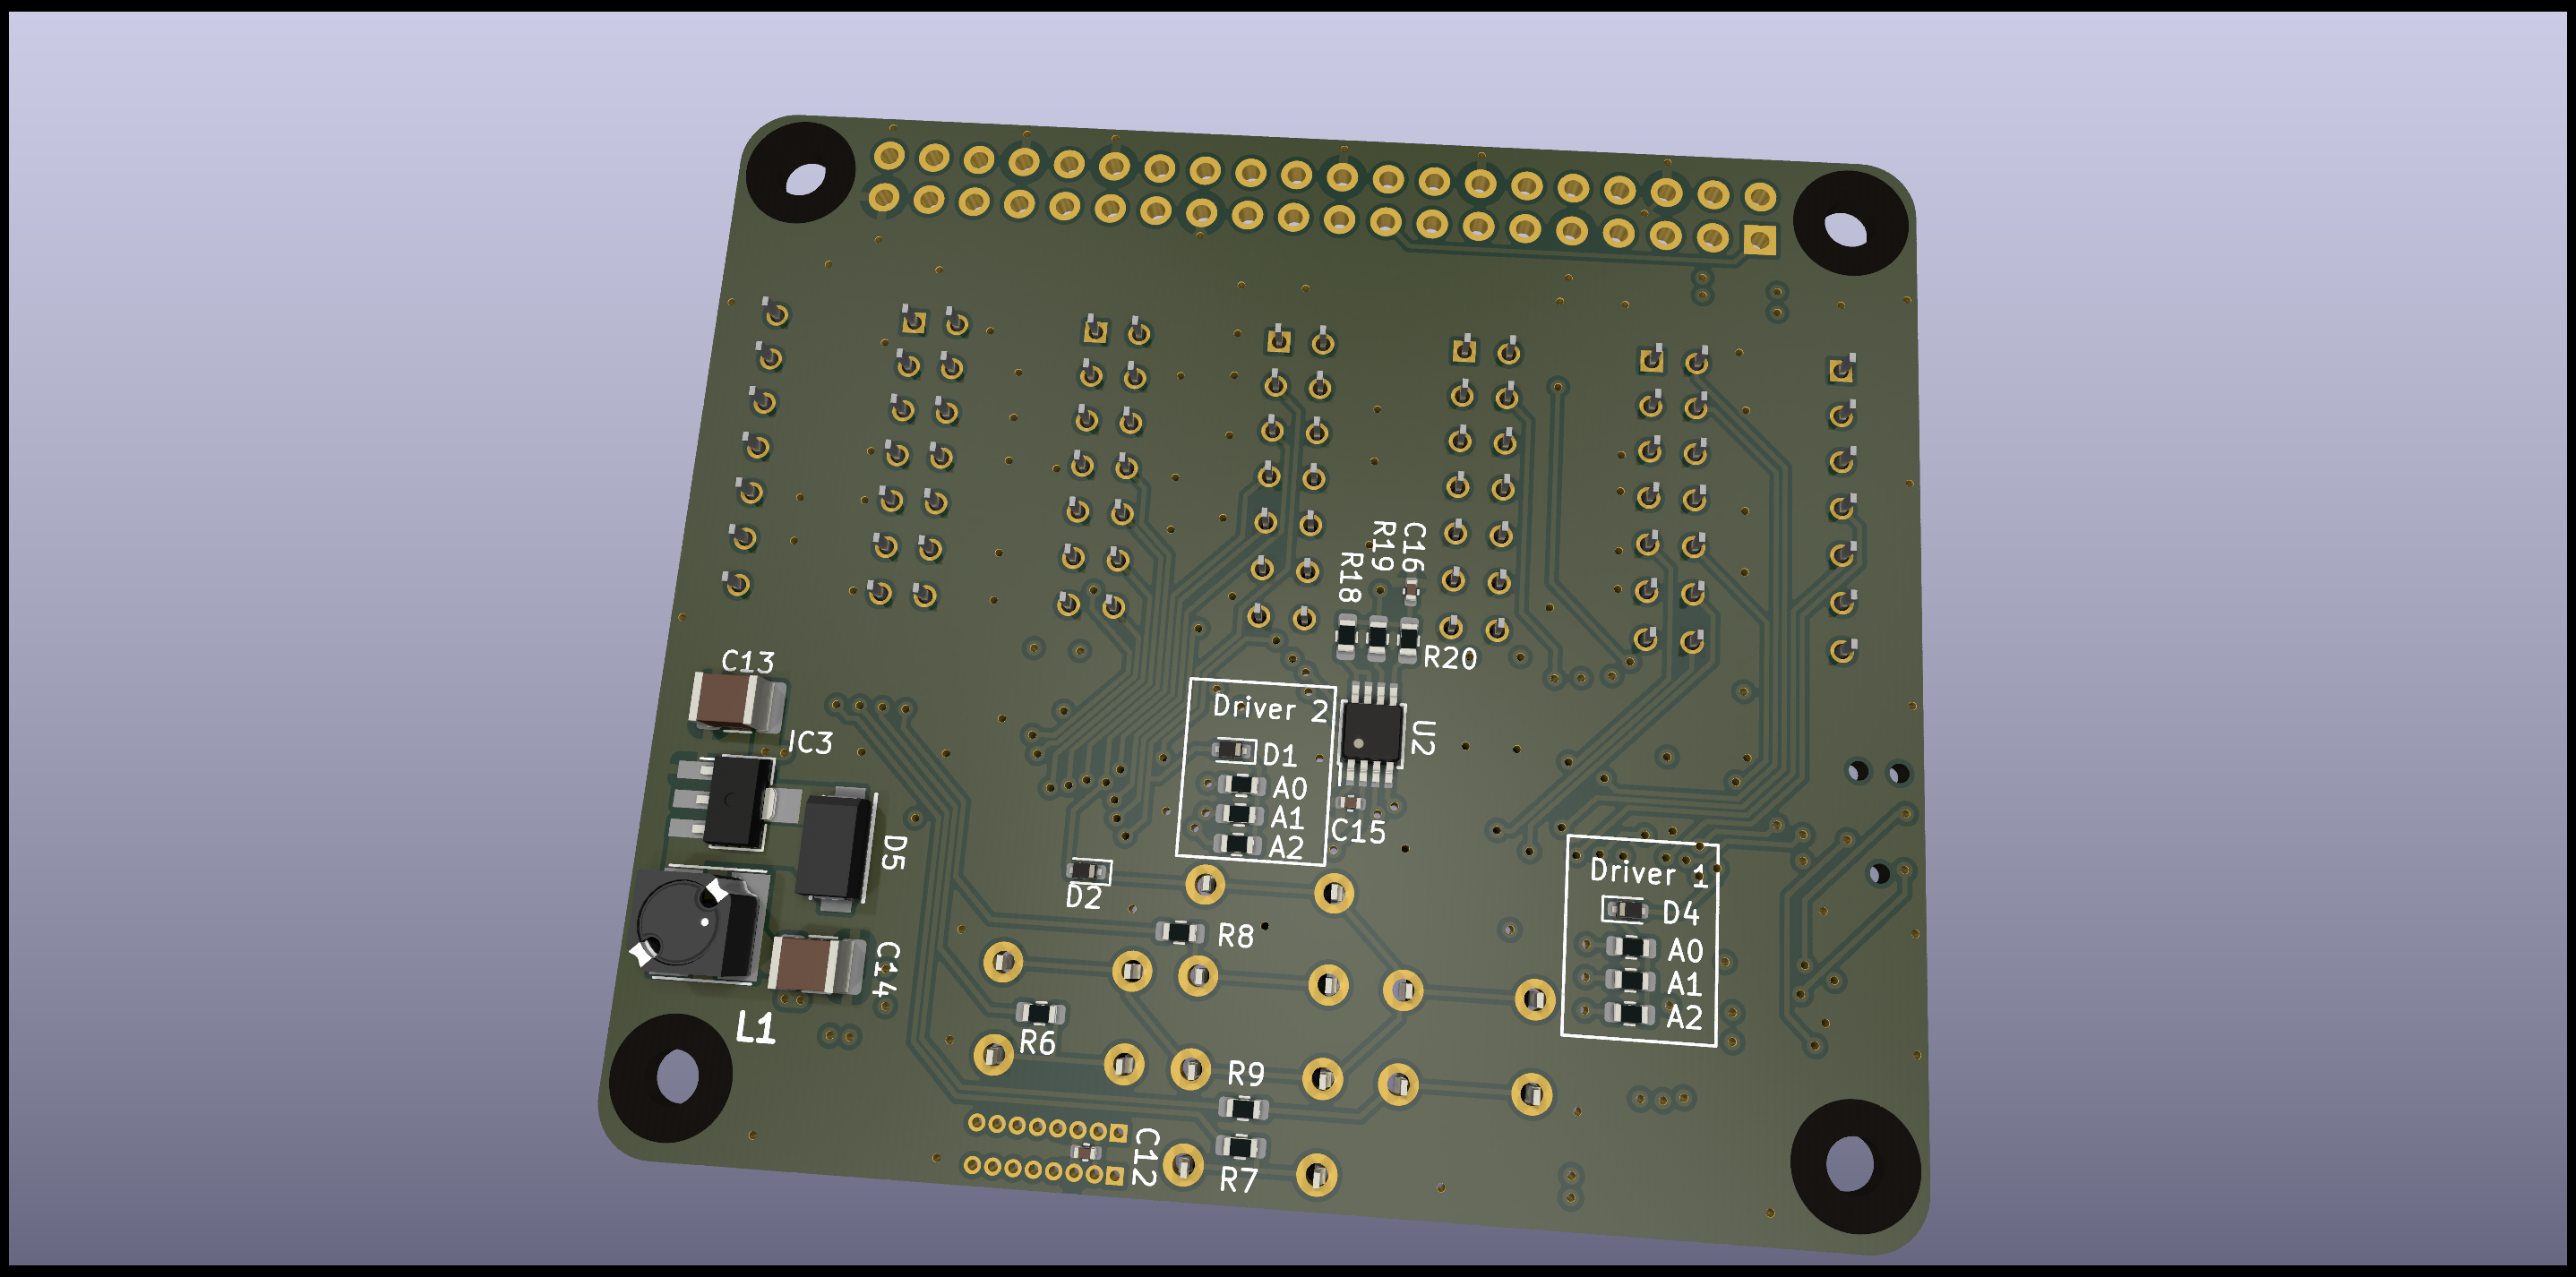 C16
R19
R18
R20
C13
IC3
Driver 2
U2
D1
A0
A1
A2
C15
D5
D2
Driver 1
D4
A0
A1
A2
R8
C14
L1
R6
R9
C12
R7